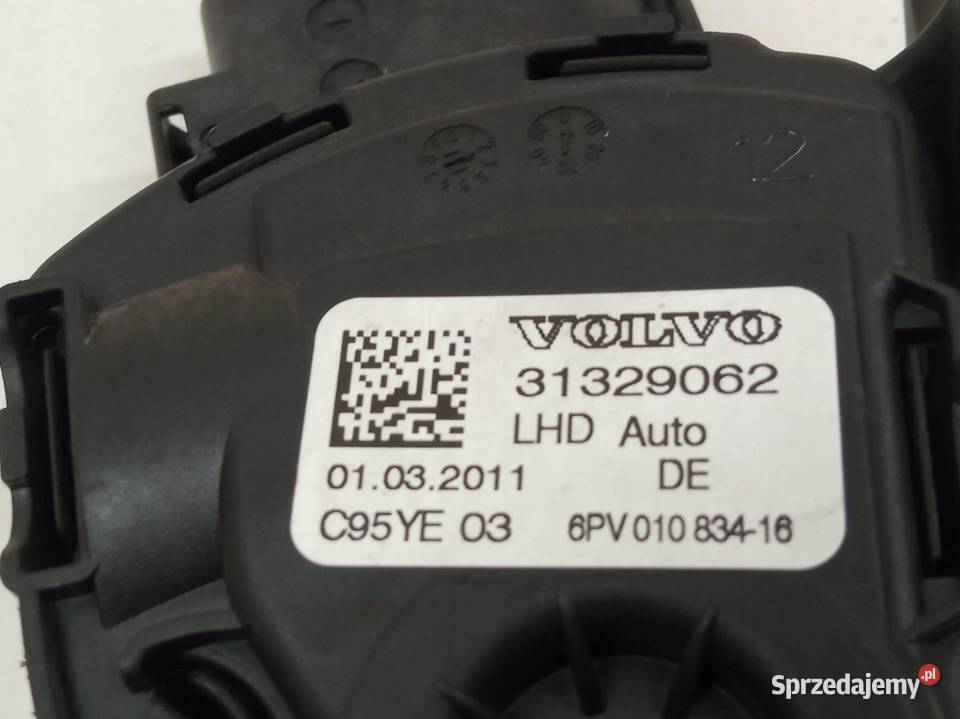 12
VOLVO
31329062
LHD Auto
01.03.2011 DE
C95YE 03 6PV 010 834-16
Sprzedajemy.pl